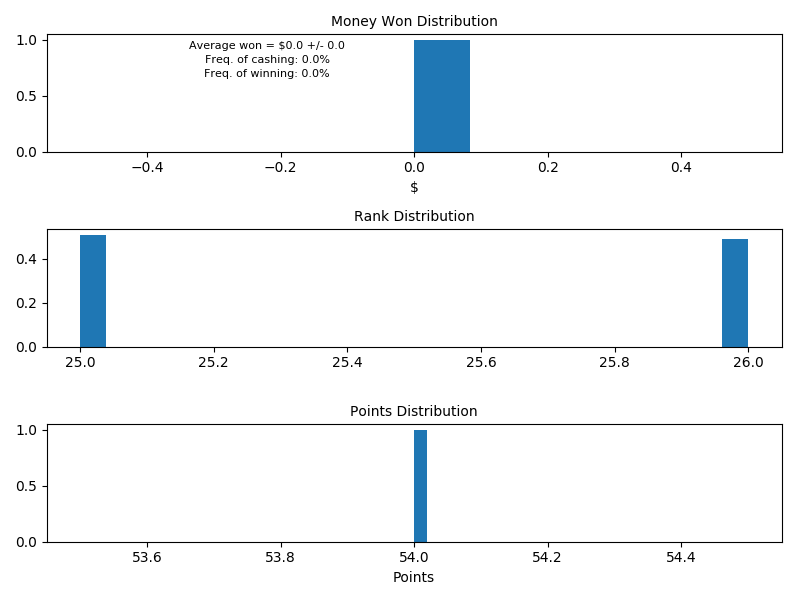 Money Won Distribution
Average won = $0.0 +/- 0.0
Freq. of cashing: 0.0%
Freq. of winning: 0.0%
1.0
0.5
0.0
−0.4 −0.2 0.0 0.2 0.4
$
Rank Distribution
0.4
0.2
0.0
25.0 25.2 25.4 25.6 25.8 26.0
Points Distribution
1.0
0.5
0.0
53.6 53.8 54.0 54.2 54.4
Points